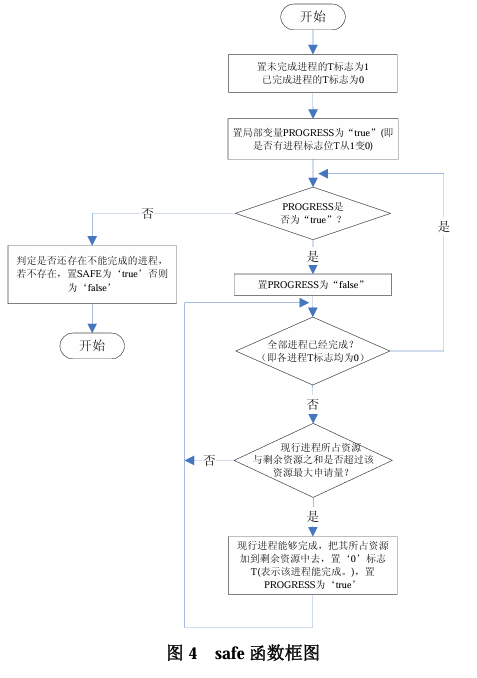 开始
置未完成进程的T标志为1
已完成进程的T标志为0
置局部变量PROGRESS为“true”(即
是否有进程标志位T从1变0)
PROGRESS是
否为“true”？
否
是
是
判定是否还存在不能完成的进程，
若不存在，置SAFE为‘true’否则
为‘false’
置PROGRESS为“false”
开始
全部进程已经完成？
（即各进程T标志均为0）
否
现行进程所占资源
与剩余资源之和是否超过该
资源最大申请量？
否
是
现行进程能够完成，把其所占资源
加到剩余资源中去，置‘0’标志
T(表示该进程能完成。)，置
PROGRESS为‘true’
图 4 safe 函数框图